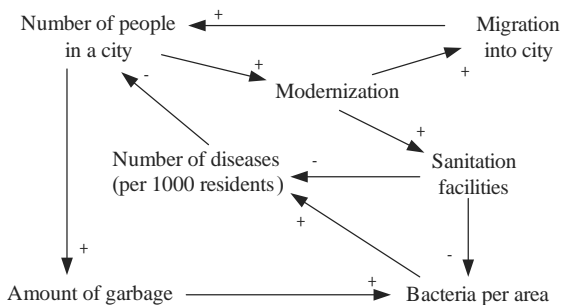 Number of people
in a city
+
Migration
into city
+
+
-
Modernization
+
Number of diseases
(per 1000 residents)
-
Sanitation
facilities
+
+
-
Amount of garbage
+
Bacteria per area